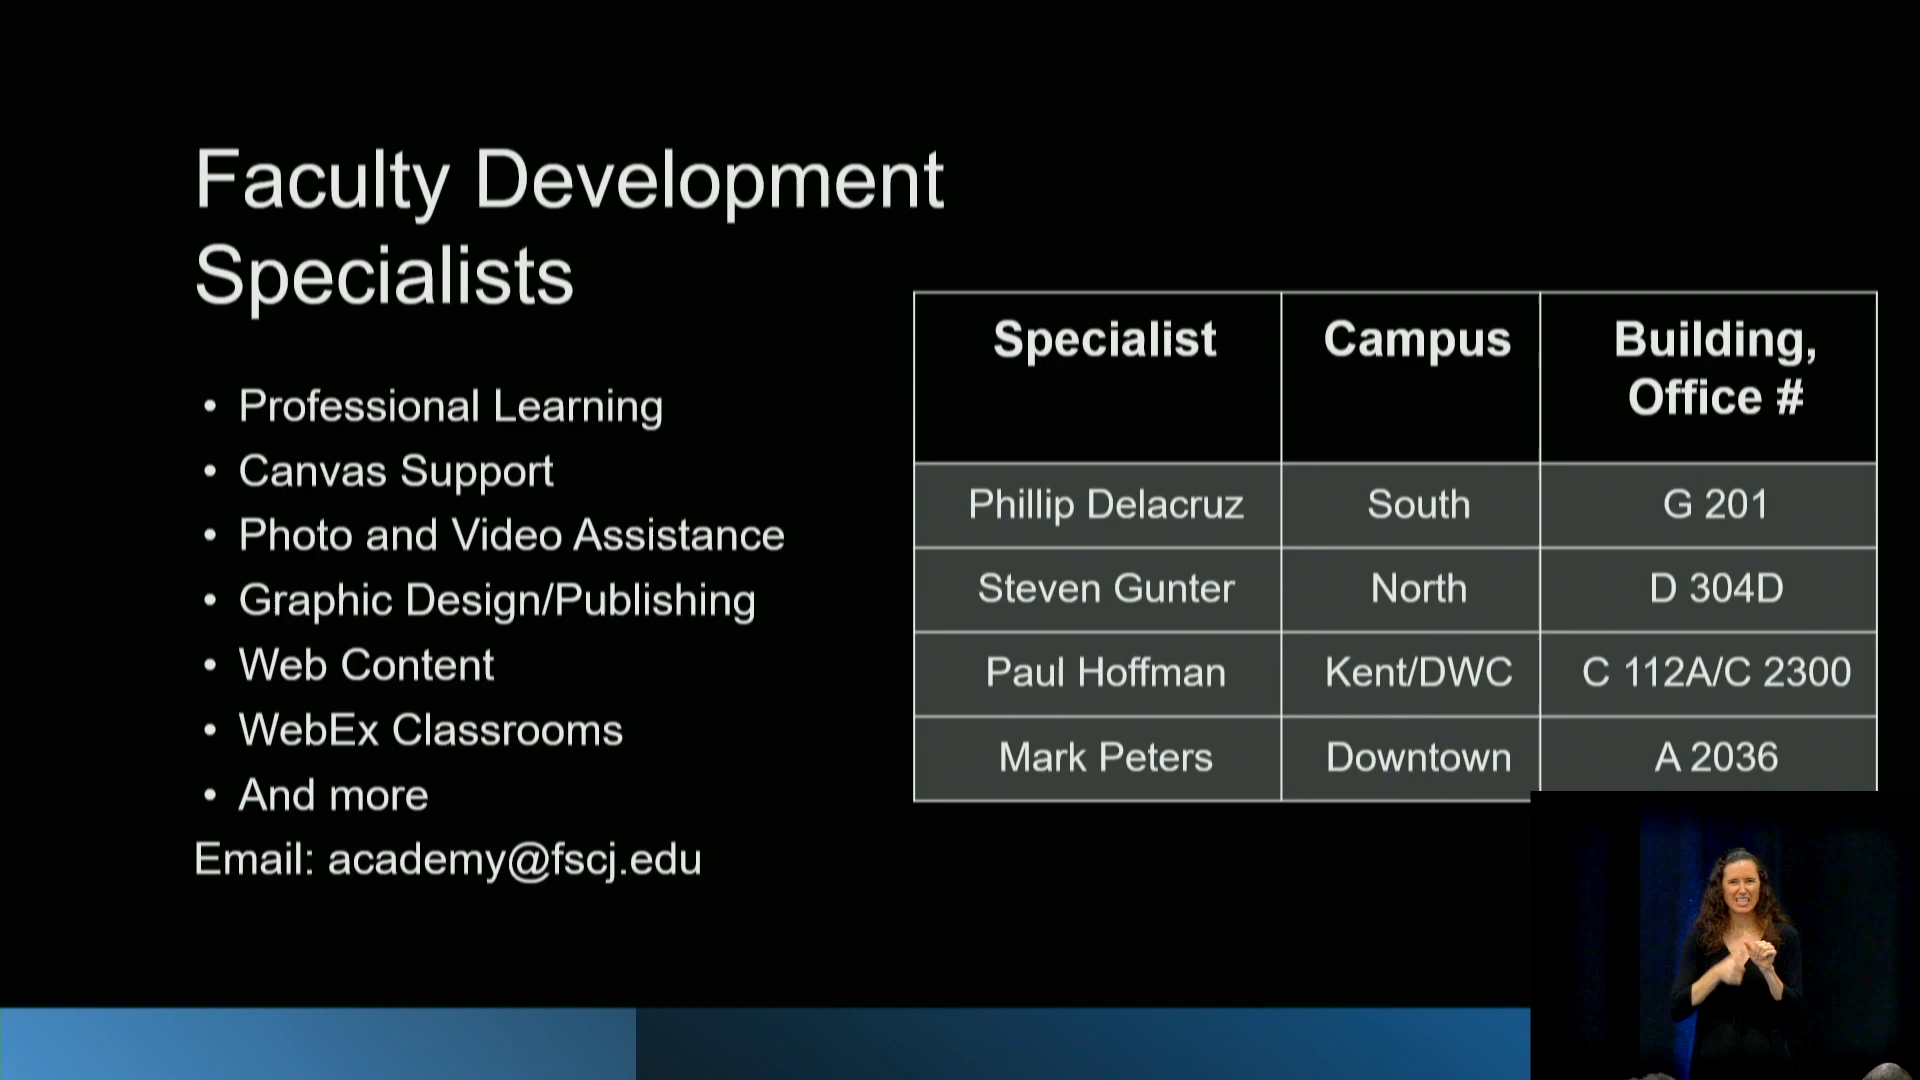 Faculty Development
Specialists
• Professional Learning
• Canvas Support
• Photo and Video Assistance
• Graphic Design/Publishing
• Web Content
• WebEx Classrooms
• And more
Email: academy@fscj.edu
Specialist Campus Building,
Office #
Phillip Delacruz South G 201
Steven Gunter North D 304D
Paul Hoffman Kent/DWC C 112A/C 2300
Mark Peters Downtown A 2036